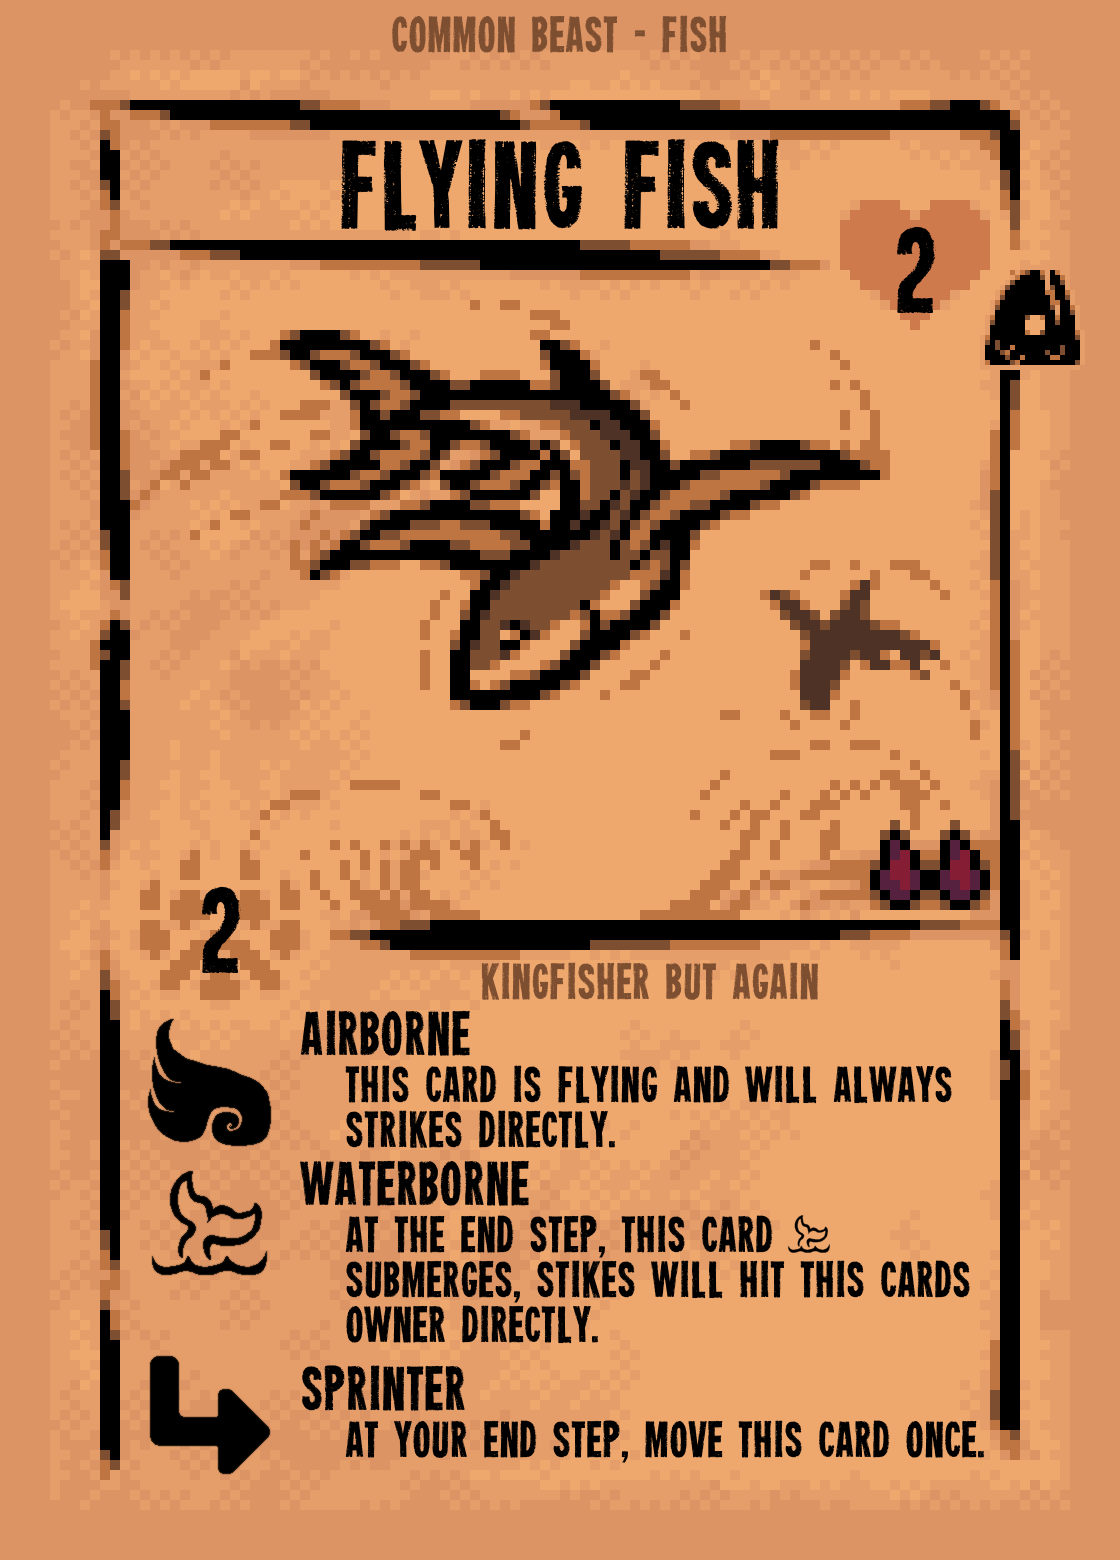 COMMON BEAST - FISH
FLYING FISH
2
2
KINGFISHER BUT AGAIN
AIRBORNE
THIS CARD IS FLYING AND WILL ALWAYS
STRIKES DIRECTLY.
WATERBORNE
AT THE END STEP, THIS CARD
SUBMERGES, STIKES WILL HIT THIS CARDS
OWNER DIRECTLY.
SPRINTER
AT YOUR END STEP, MOVE THIS CARD ONCE.